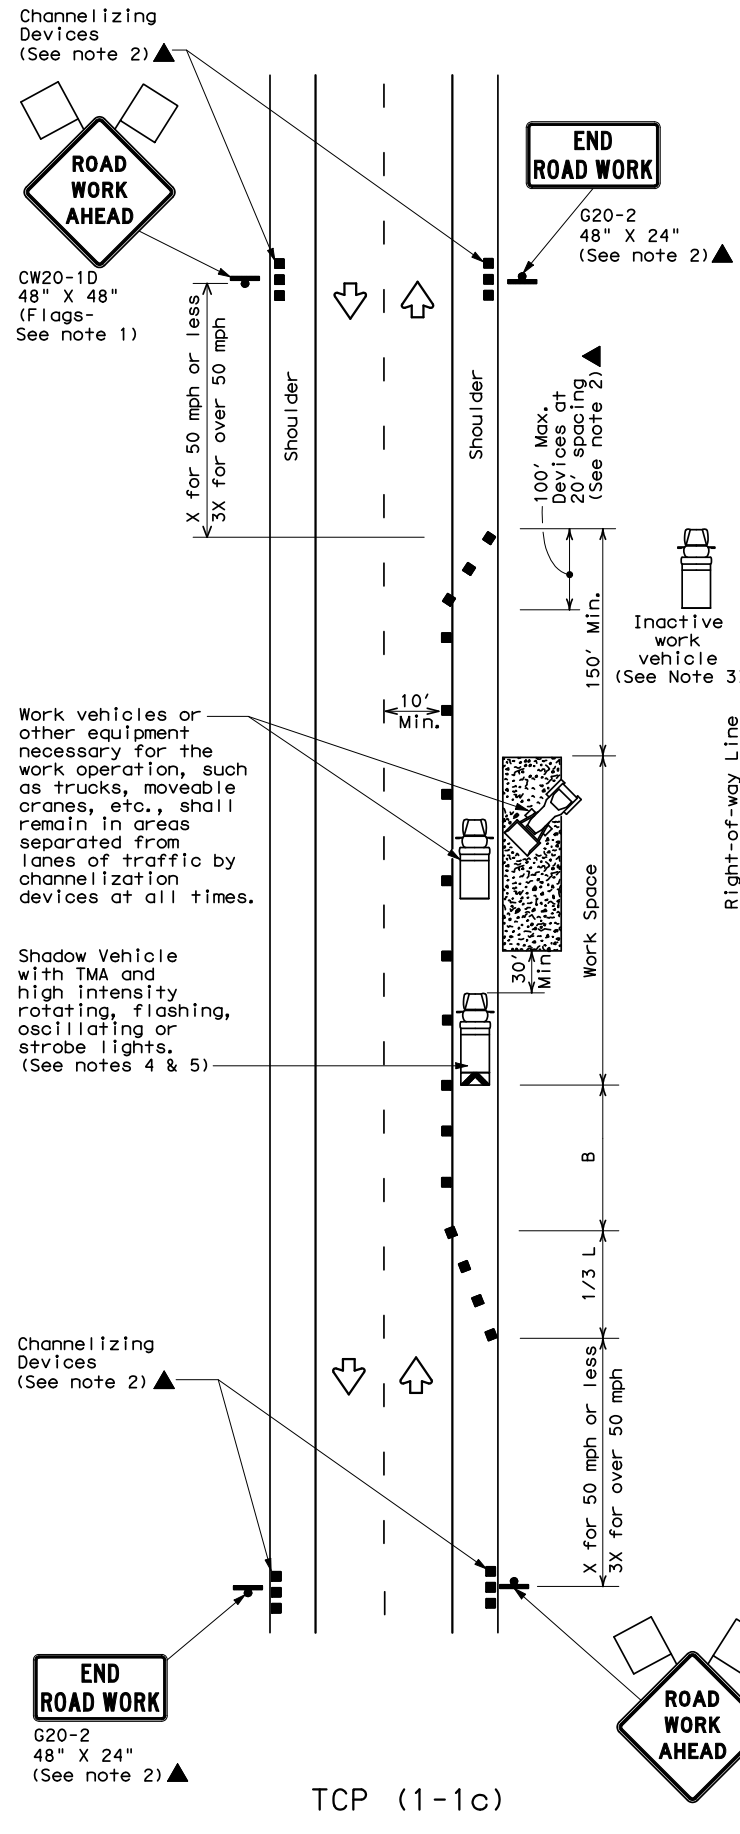 Channelizing
Devices
(See note 2)
ROAD
WORK
AHEAD
CW20-1D
48" X 48"
(Flags-
See note 1)
END
ROAD WORK
G20-2
48" X 24"
(See note 2)
X for 50 mph or less
3X for over 50 mph
Shoulder
Shoulder
100' Max.
Devices at
20' spacing
(See note 2)
150' Min.
Inactive
work
vehicle
(See Note 3)
10'
Min.
Right-of-way Line
Work vehicles or
other equipment
necessary for the
work operation, such
as trucks, moveable
cranes, etc., shall
remain in areas
separated from
lanes of traffic by
channelization
devices at all times.
Work Space
30'
Min
Shadow Vehicle
with TMA and
high intensity
rotating, flashing,
oscillating or
strobe lights.
(See notes 4 & 5)
B
1/3 L
Channelizing
Devices
(See note 2)
X for 50 mph or less
3X for over 50 mph
END
ROAD WORK
G20-2
48" X 24"
(See note 2)
ROAD
WORK
AHEAD
TCP (1-1c)